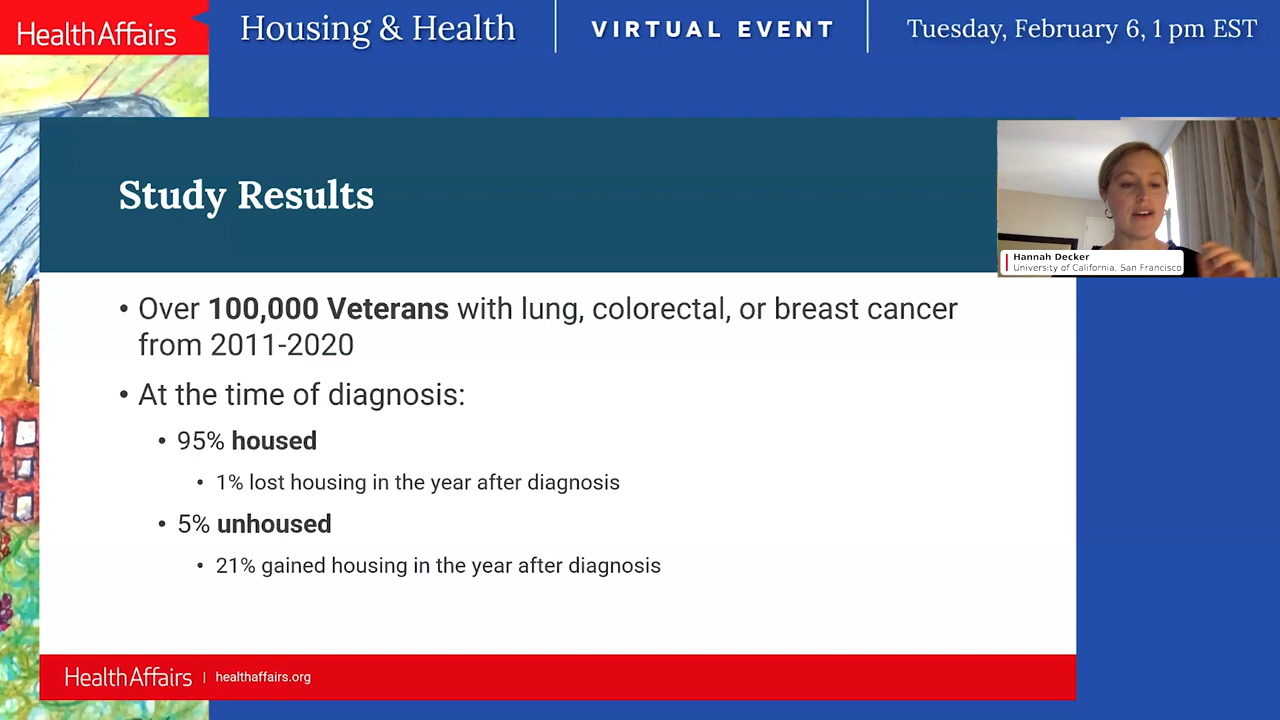 HealthAffairs
Housing & Health
VIRTUAL EVENT
Tuesday, February 6, 1 pm EST
Study Results
Hannah Decker
University of California, San Francisco
• Over 100,000 Veterans with lung, colorectal, or breast cancer
from 2011-2020
• At the time of diagnosis:
• 95% housed
• 1% lost housing in the year after diagnosis
• 5% unhoused
• 21% gained housing in the year after diagnosis
HealthAffairs | healthaffairs.org